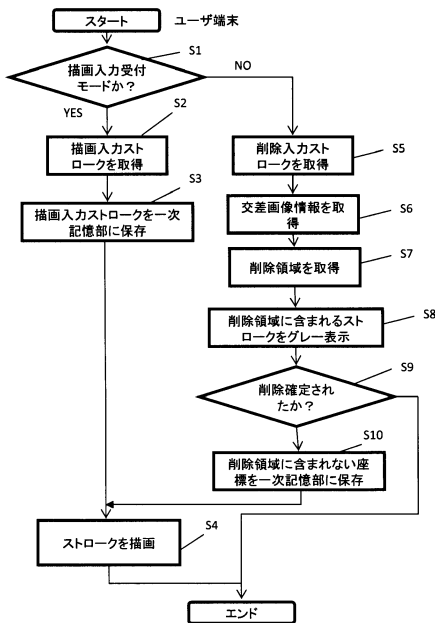 スタート
ユーザ端末
S1
描画入力受付
モードか?
NO
YES
S2
描画入力スト
ロークを取得
S3
描画入力ストロークを一次
記憶部に保存
削除入力スト
ロークを取得
S5
交差画像情報を取
得
S6
削除領域を取得
S7
削除領域に含まれるスト
ロークをグレー表示
S8
削除確定され
たか?
S9
S10
削除領域に含まれない座
標を一次記憶部に保存
ストロークを描画
S4
エンド